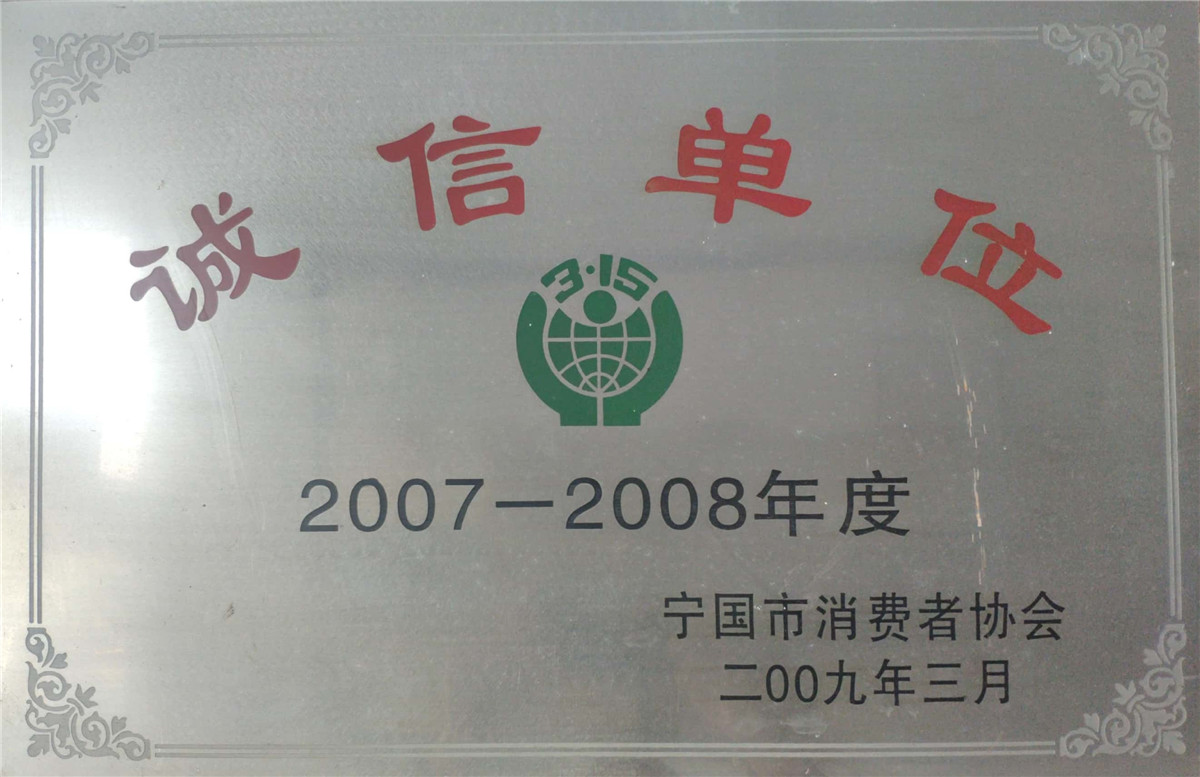 诚信单位
3·15
2007-2008年度
宁国市消费者协会
二00九年三月